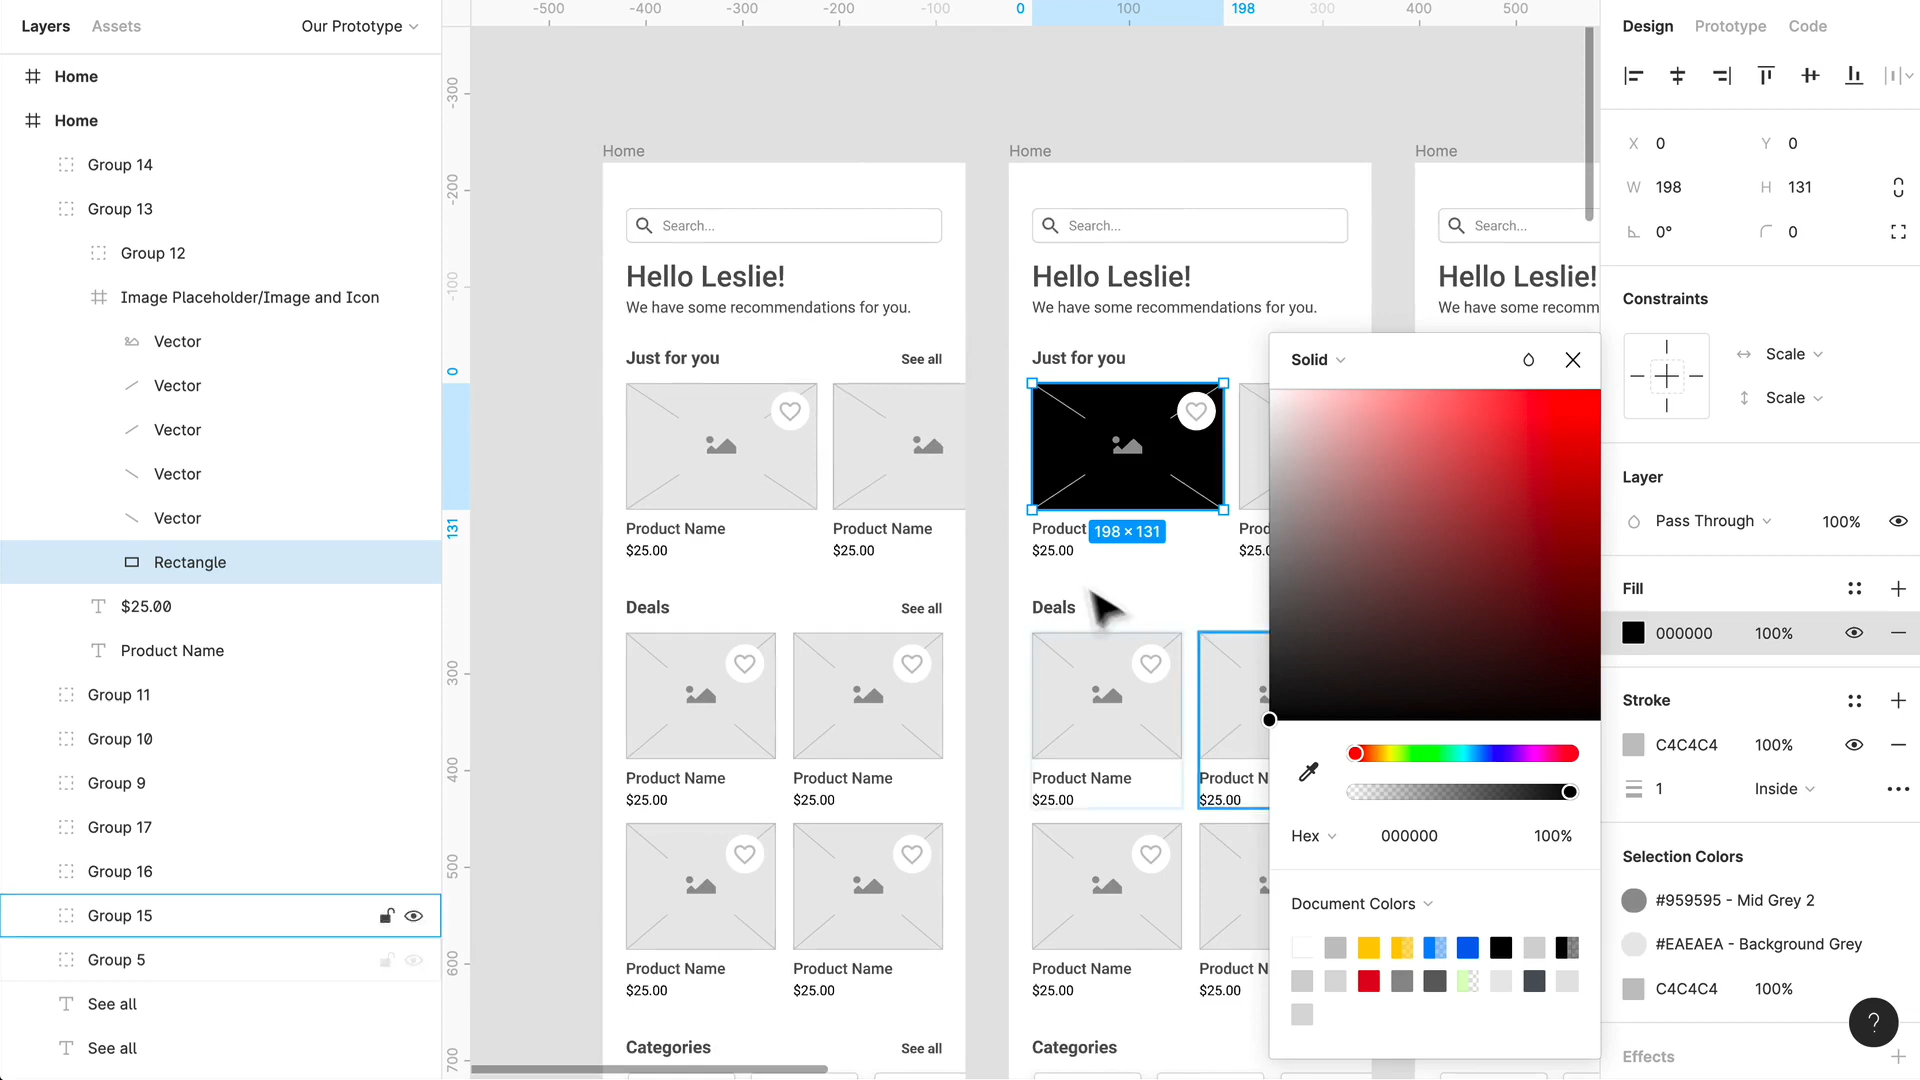 Layers Assets Our Prototype
Home
Home
Group 14
Group 13
Group 12
Image Placeholder/Image and Icon
Vector
Vector
Vector
Vector
Vector
Rectangle
$25.00
Product Name
Group 11
Group 10
Group 9
Group 17
Group 16
Group 15
Group 5
See all
See all
-500 -400 -300 -200 -100 0 100 198 300 400 500
-300
-200
-100
0
131
300
400
500
600
700
Home
Search...
Hello Leslie!
We have some recommendations for you.
Just for you See all
Product Name Product Name
$25.00 $25.00
Deals See all
Product Name Product Name
$25.00 $25.00
Product Name Product Name
$25.00 $25.00
Categories See all
Home
Search...
Hello Leslie!
We have some recommendations for you.
Just for you
Product 198 × 131 Prod
$25.00 $25.0
Deals
Product Name Product N
$25.00 $25.00
Product Name Product N
$25.00 $25.00
Categories
Home
Search...
Hello Leslie!
We have some recomm
Solid
Hex 000000 100%
Document Colors
Design Prototype Code
X 0 Y 0
W 198 H 131
0° 0
Constraints
Scale
Scale
Layer
Pass Through 100%
Fill
000000 100%
Stroke
C4C4C4 100%
1 Inside
Selection Colors
#959595 - Mid Grey 2
#EAEAEA - Background Grey
C4C4C4 100%
?
Effects